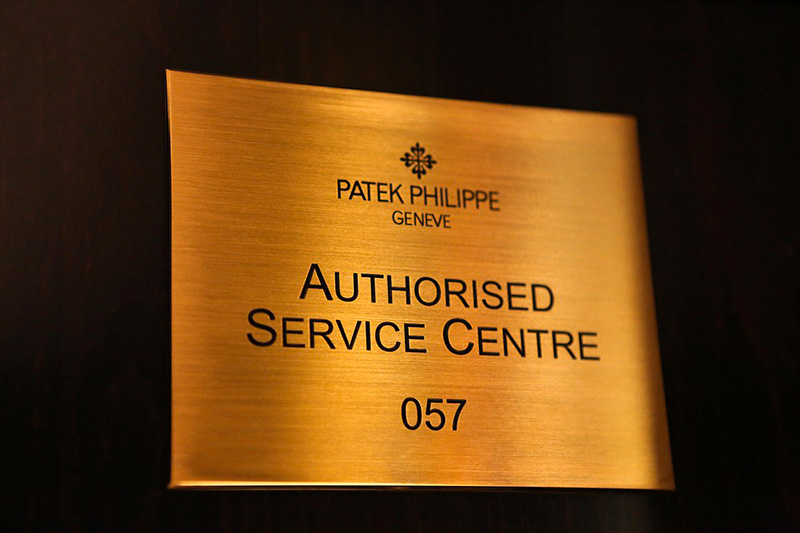 PATEK PHILIPPE
GENEVE
AUTHORISED
SERVICE CENTRE
057